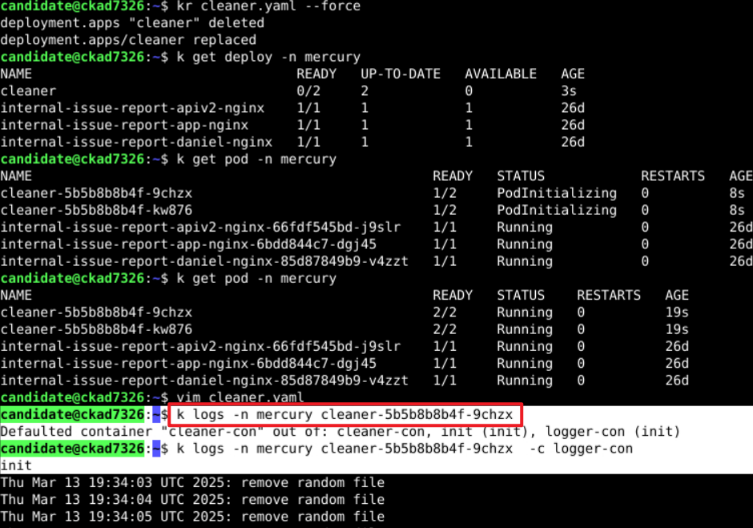 candidate@ckad7326:~$ kr cleaner.yaml --force
deployment.apps "cleaner" deleted
deployment.apps/cleaner replaced
candidate@ckad7326:~$ k get deploy -n mercury
NAME READY UP-TO-DATE AVAILABLE AGE
cleaner 0/2 2 0 3s
internal-issue-report-apiv2-nginx 1/1 1 1 26d
internal-issue-report-app-nginx 1/1 1 1 26d
internal-issue-report-daniel-nginx 1/1 1 1 26d
candidate@ckad7326:~$ k get pod -n mercury
NAME READY STATUS RESTARTS AGE
cleaner-5b5b8b8b4f-9chzx 1/2 PodInitializing 0 8s
cleaner-5b5b8b8b4f-kw876 1/2 PodInitializing 0 8s
internal-issue-report-apiv2-nginx-66fdf545bd-j9slr 1/1 Running 0 26d
internal-issue-report-app-nginx-6bdd844c7-dgj45 1/1 Running 0 26d
internal-issue-report-daniel-nginx-85d87849b9-v4zzt 1/1 Running 0 26d
candidate@ckad7326:~$ k get pod -n mercury
NAME READY STATUS RESTARTS AGE
cleaner-5b5b8b8b4f-9chzx 2/2 Running 0 19s
cleaner-5b5b8b8b4f-kw876 2/2 Running 0 19s
internal-issue-report-apiv2-nginx-66fdf545bd-j9slr 1/1 Running 0 26d
internal-issue-report-app-nginx-6bdd844c7-dgj45 1/1 Running 0 26d
internal-issue-report-daniel-nginx-85d87849b9-v4zzt 1/1 Running 0 26d
candidate@ckad7326:~$ vim cleaner.yaml
candidate@ckad7326:~$ k logs -n mercury cleaner-5b5b8b8b4f-9chzx
Defaulted container "cleaner-con" out of: cleaner-con, init (init), logger-con (init)
candidate@ckad7326:~$ k logs -n mercury cleaner-5b5b8b8b4f-9chzx -c logger-con
init
Thu Mar 13 19:34:03 UTC 2025: remove random file
Thu Mar 13 19:34:04 UTC 2025: remove random file
Thu Mar 13 19:34:05 UTC 2025: remove random file